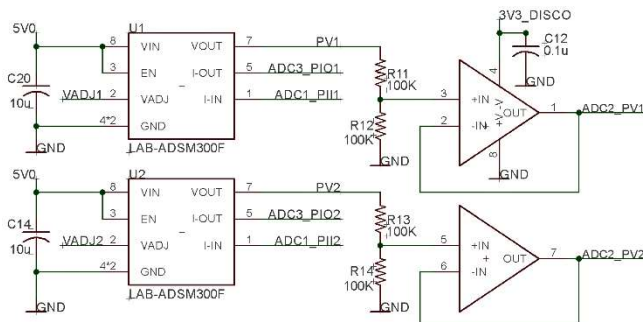 3V3_DISCO
5V0
U1
C12
0.1u
GND
8 VIN VOUT 7 PV1
3 EN I-OUT 5 ADC3_PIO1
C20
10u
VADJ1 2 VADJ I-IN 1 ADC1_PII1
4*2 GND
LAB-ADSM300F
GND
R11
100K
R12
100K
4
3 +IN -V
+V OUT 1 ADC2_PV1
2 -IN+
8
GND
GND
5V0
U2
8 VIN VOUT 7 PV2
3 EN I-OUT 5 ADC3_PIO2
C14
10u
VADJ2 2 VADJ I-IN 1 ADC1_PII2
4*2 GND
LAB-ADSM300F
GND
R13
100K
R14
100K
5 +IN
+ OUT 7 ADC2_PV2
6 -IN
GND